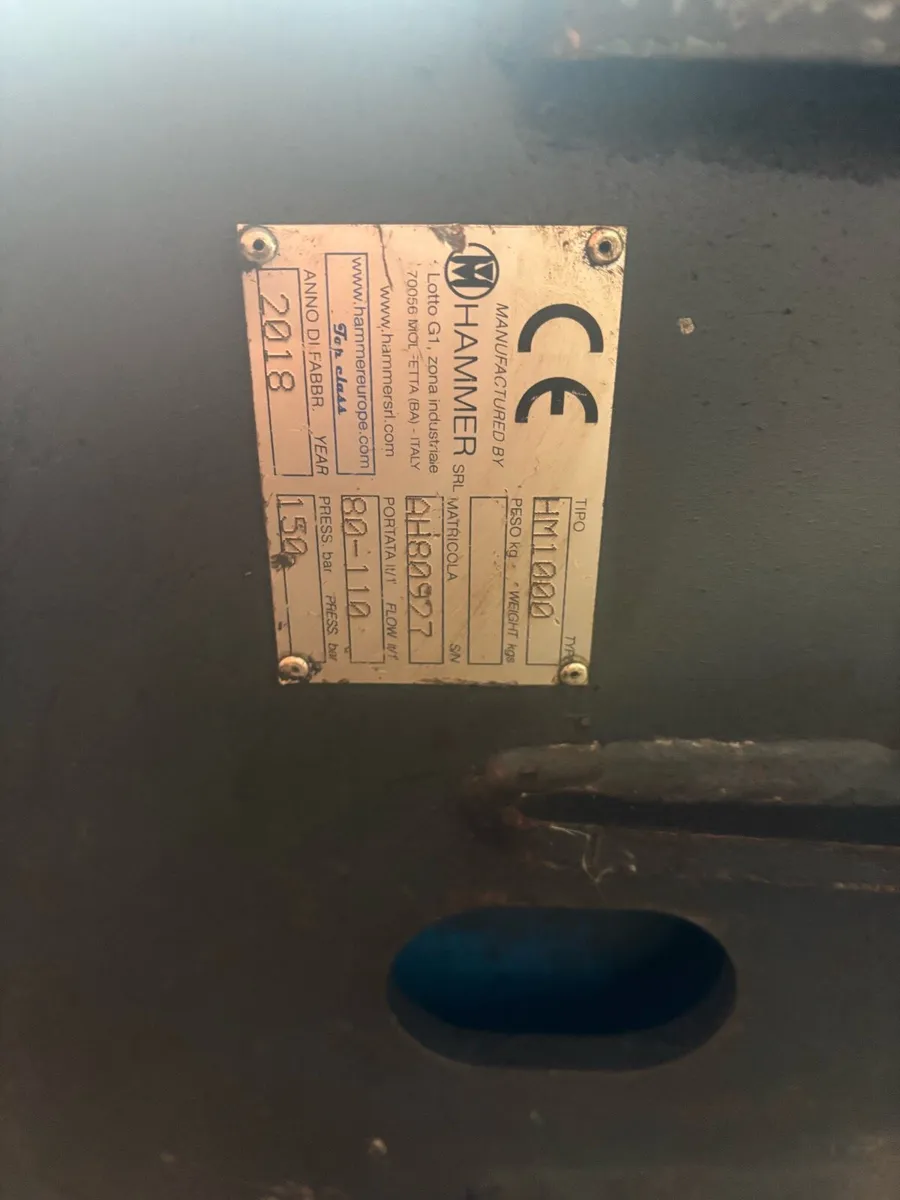 CE
MANUFACTURED BY
HAMMER SRL
Lotto G1, zona industriale
70056 MOLFETTA (BA) - ITALY
www.hammersrl.com
www.hammereurope.com
Top class
ANNO DI FABBR. YEAR
2018
TIPO TYPE
HM1000
PESO kg. WEIGHT kgs
MATRICOLA S/N
AH80927
PORTATA lt/1' FLOW lt/1'
80-110
PRESS. bar PRESS. bar
150